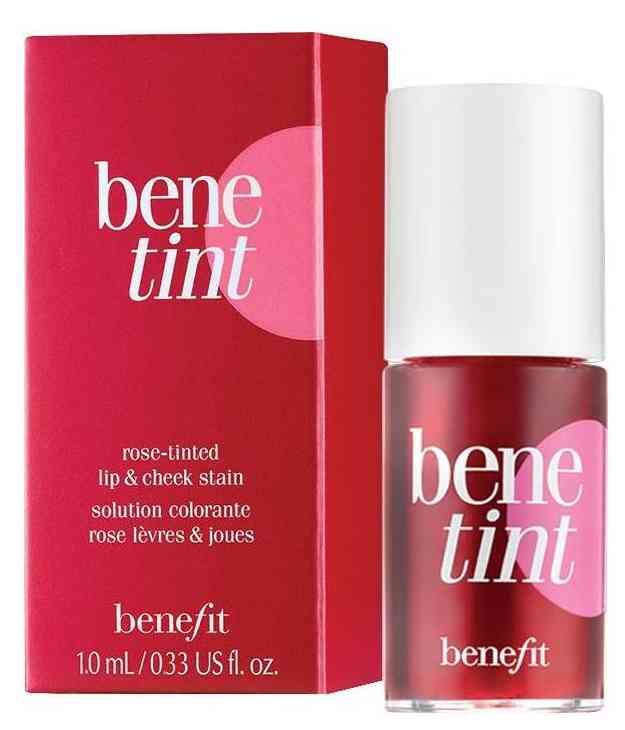 bene
tint
rose-tinted
lip & cheek stain
solution colorante
rose lèvres & joues
benefit
1.0 mL / 0.33 US fl. oz.
bene
tint
benefit